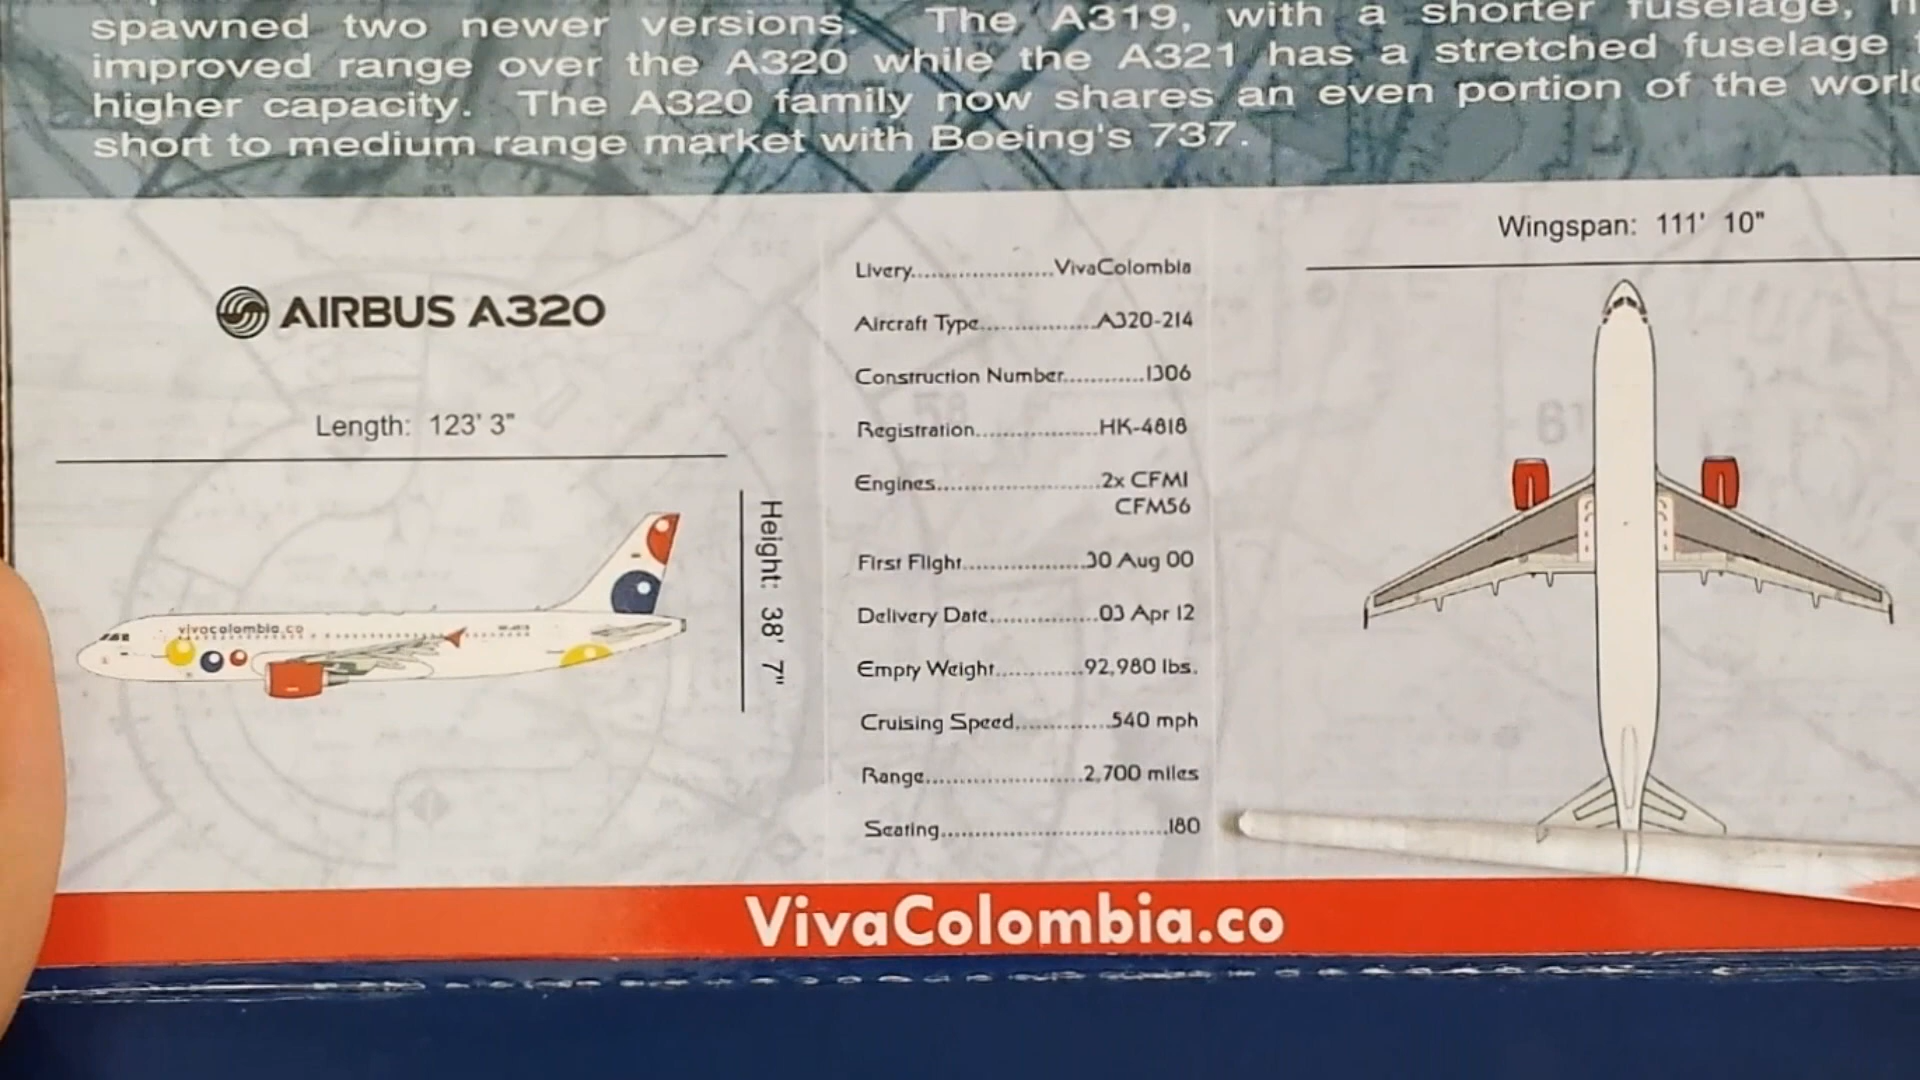 spawned two newer versions. The A319, with a shorter fuselage,
improved range over the A320 while the A321 has a stretched fuselage
higher capacity. The A320 family now shares an even portion of the
short to medium range market with Boeing's 737.
Wingspan: 111' 10"
AIRBUS A320
Length: 123' 3"
Height: 38' 7"
vivacolombia.co
Livery......................VivaColombia
Aircraft Type..................A320-214
Construction Number............1306
Registration...................HK-4818
Engines.........................2x CFMI
CFM56
First Flight...................30 Aug 00
Delivery Date.................03 Apr 12
Empty Weight.............92,980 lbs.
Cruising Speed..............540 mph
Range........................2,700 miles
Seating...................................180
VivaColombia.co